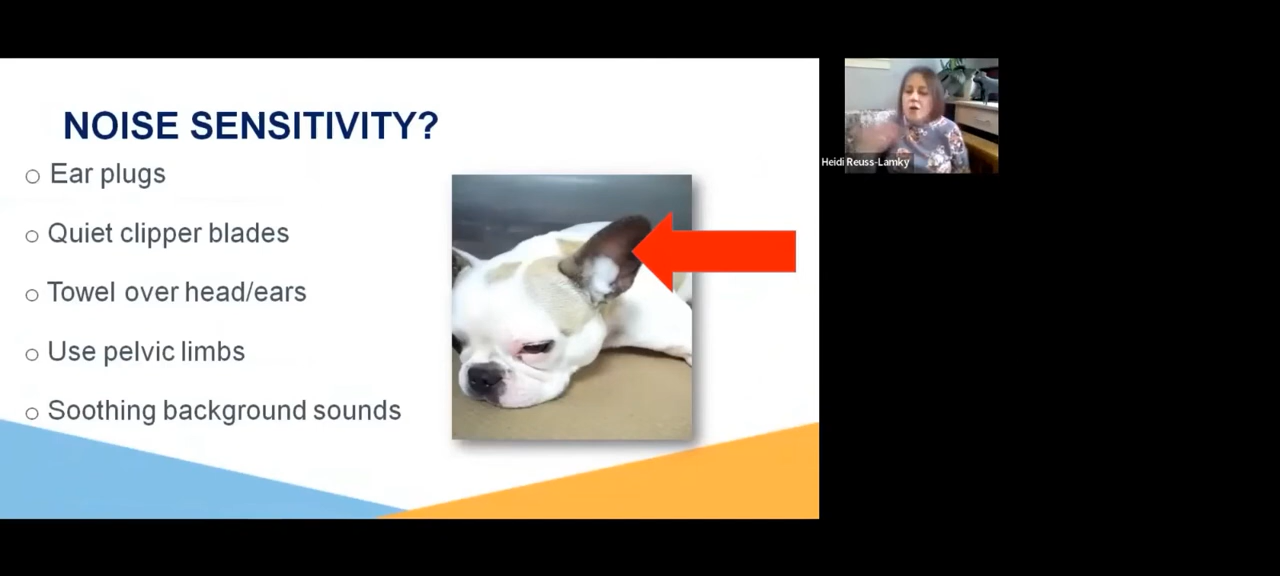 NOISE SENSITIVITY?
Ear plugs
Quiet clipper blades
Towel over head/ears
Use pelvic limbs
Soothing background sounds
Heidi Reuss-Lamky